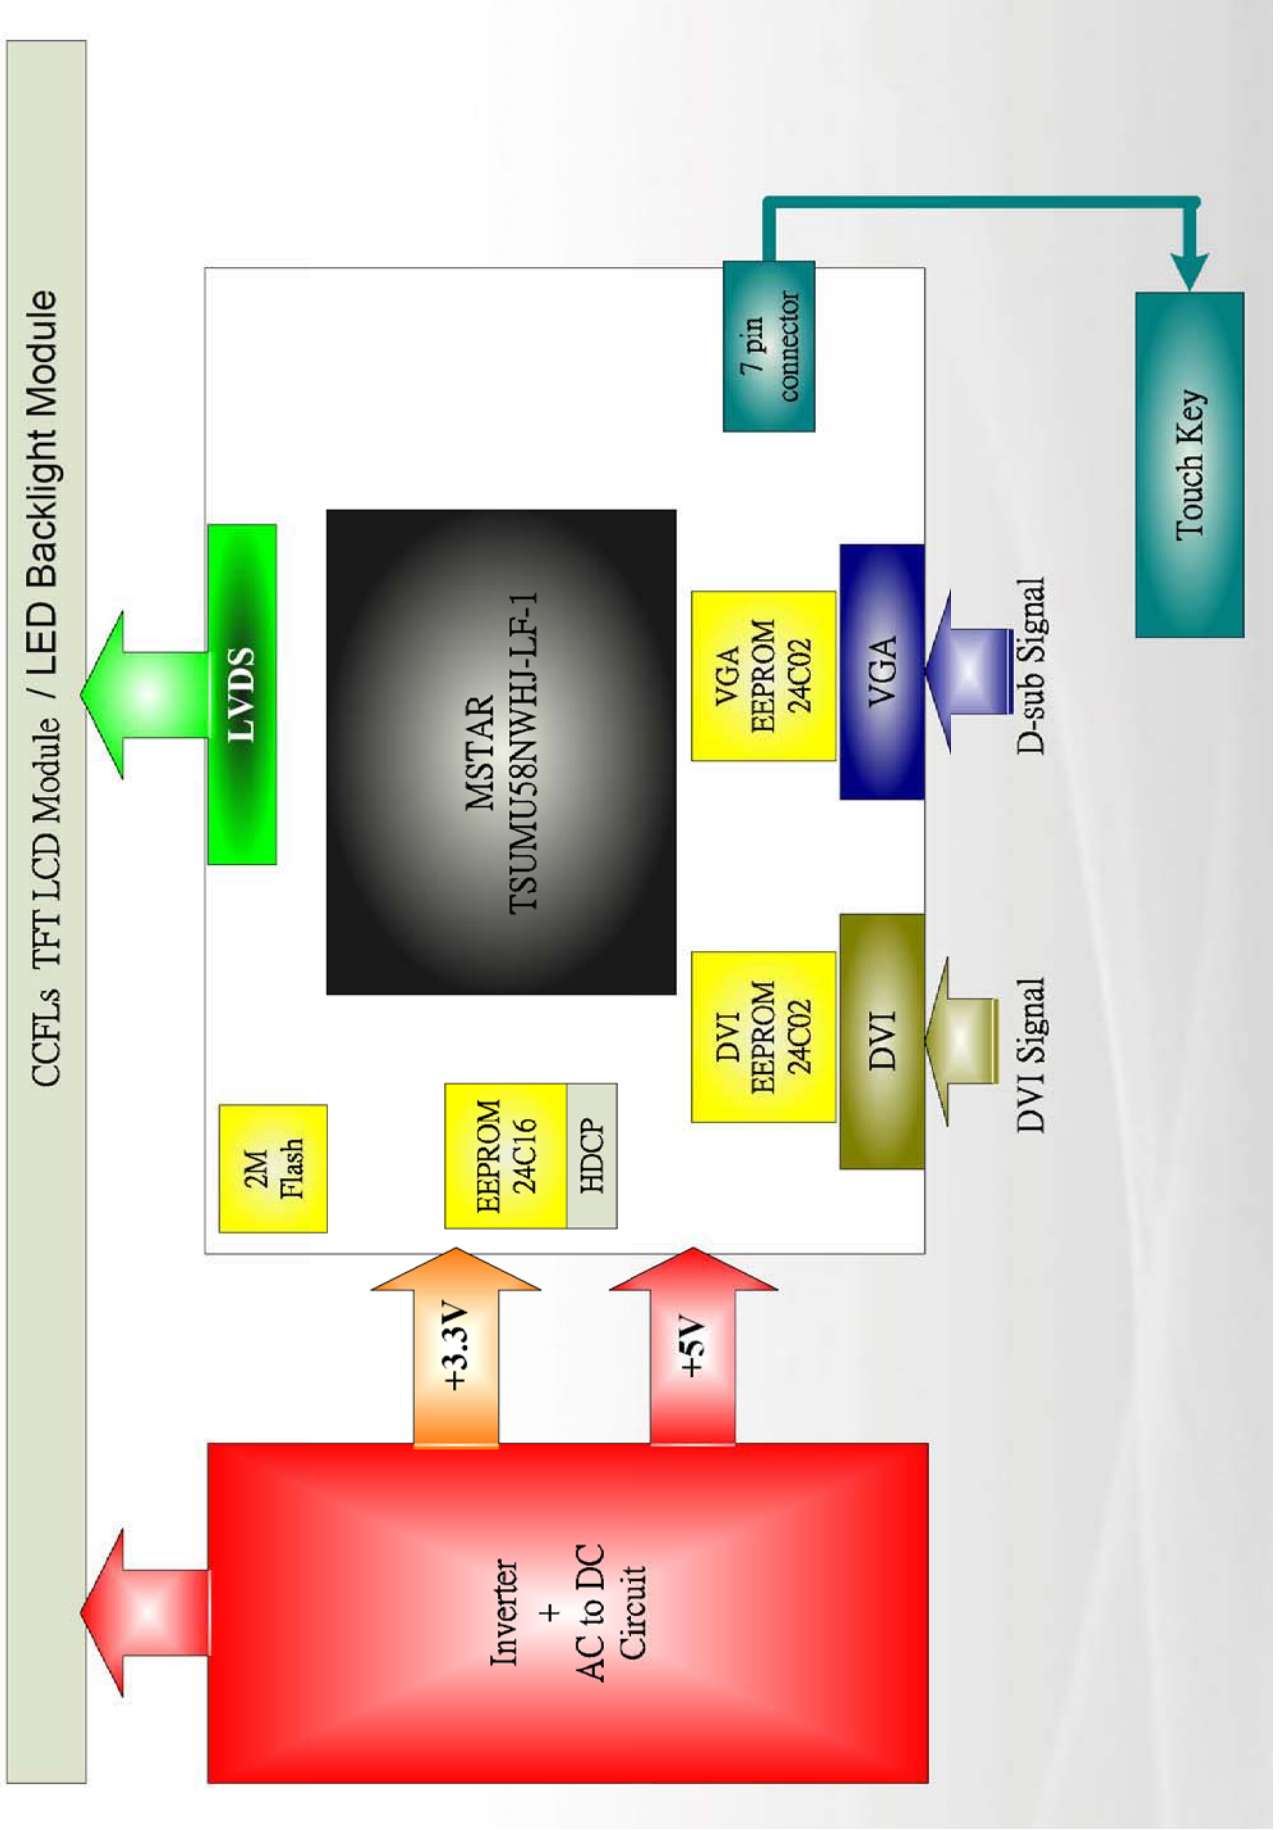 CCFLs TFT LCD Module / LED Backlight Module
LVDS
2M
Flash
MSTAR
TSUMU58NWHJ-LF-1
+3.3V
EEPROM
24C16
HDCP
Inverter
+
AC to DC
Circuit
+5V
DVI
EEPROM
24C02
VGA
EEPROM
24C02
7 pin
connector
DVI
VGA
DVI Signal
D-sub Signal
Touch Key